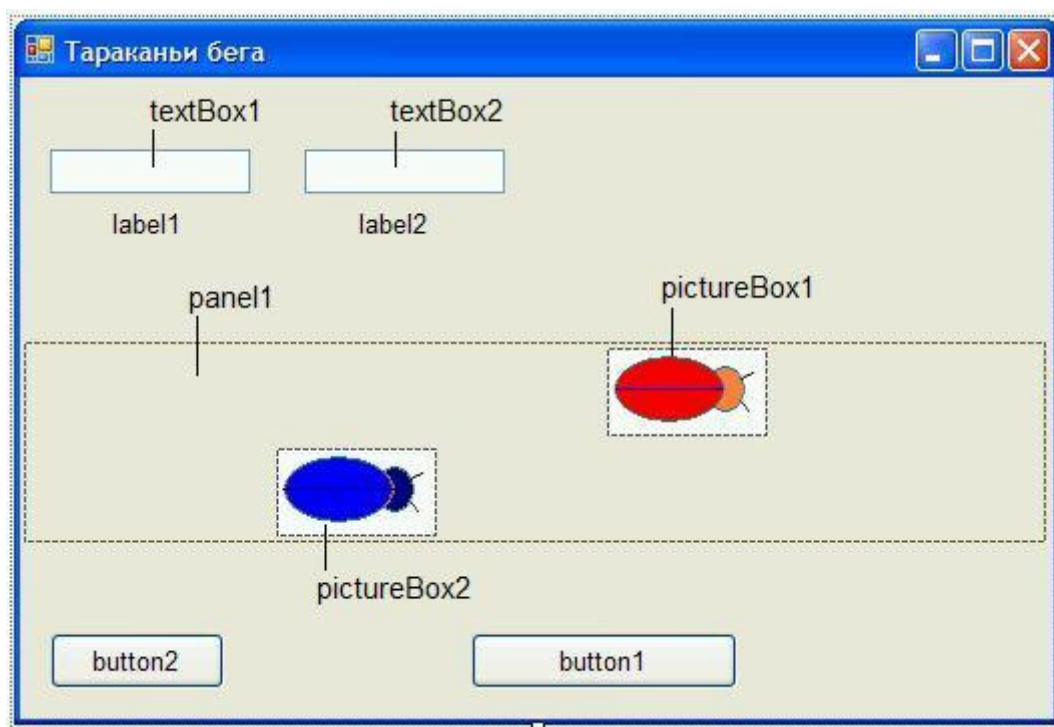 Тараканьи бега
textBox1 textBox2
label1 label2
panel1 pictureBox1
pictureBox2
button2 button1